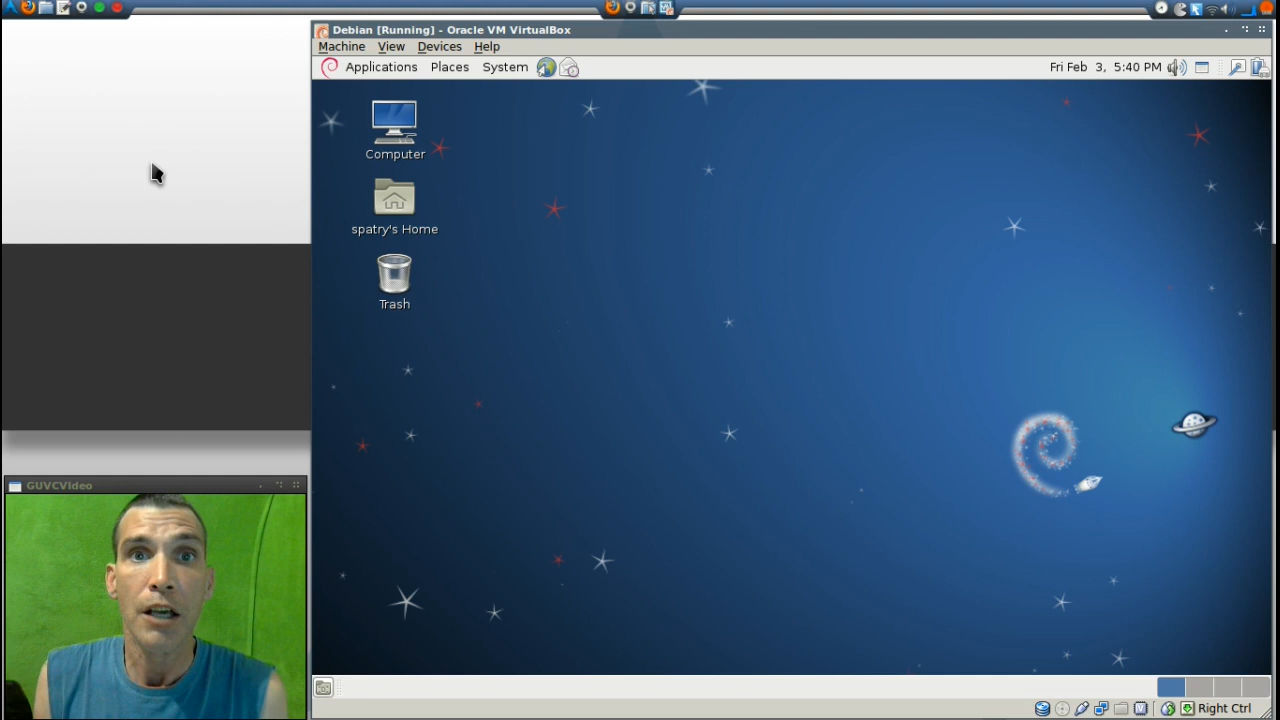 Debian [Running] - Oracle VM VirtualBox
Machine View Devices Help
Applications Places System Fri Feb 3, 5:40 PM
Computer
spatry's Home
Trash
GUVCVideo
Right Ctrl